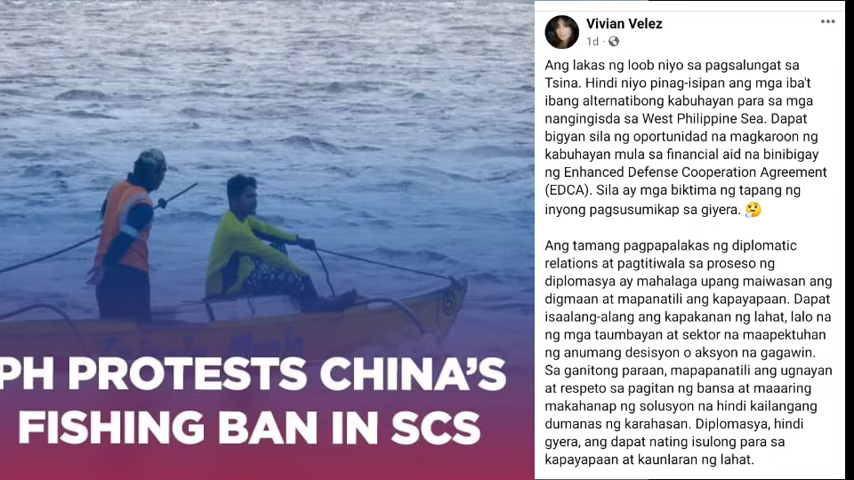 PH PROTESTS CHINA'S
FISHING BAN IN SCS
Vivian Velez
1d
Ang lakas ng loob niyo sa pagsalungat sa
Tsina. Hindi niyo pinag-isipan ang mga iba't
ibang alternatibong kabuhayan para sa mga
nangingisda sa West Philippine Sea. Dapat
bigyan sila ng oportunidad na magkaroon ng
kabuhayan mula sa financial aid na binibigay
ng Enhanced Defense Cooperation Agreement
(EDCA). Sila ay mga biktima ng tapang ng
inyong pagsusumikap sa giyera. 🤔
Ang tamang pagpapalakas ng diplomatic
relations at pagtitiwala sa proseso ng
diplomasya ay mahalaga upang maiwasan ang
digmaan at mapanatili ang kapayapaan. Dapat
isaalang-alang ang kapakanan ng lahat, lalo na
ng mga taumbayan at sektor na maapektuhan
ng anumang desisyon o aksyon na gagawin.
Sa ganitong paraan, mapapanatili ang ugnayan
at respeto sa pagitan ng bansa at maaaring
makahanap ng solusyon na hindi kailangang
dumanas ng karahasan. Diplomasya, hindi
gyera, ang dapat nating isulong para sa
kapayapaan at kaunlaran ng lahat.